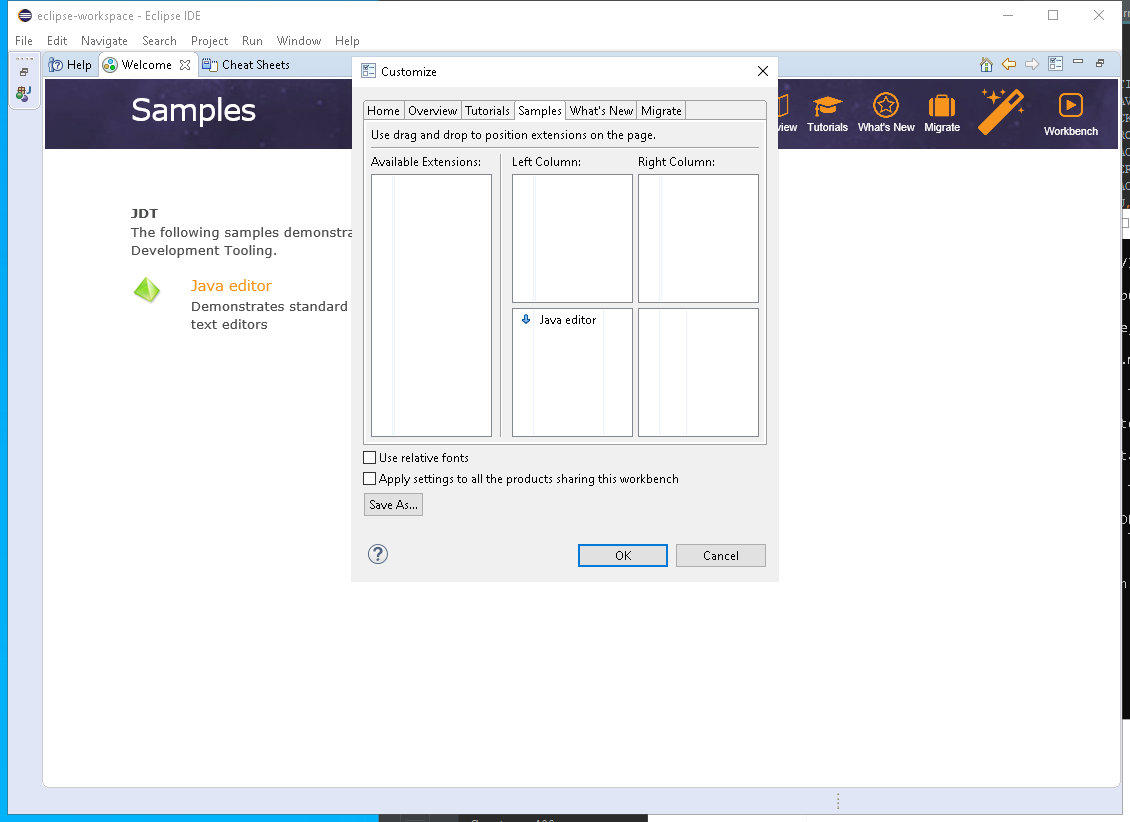 eclipse-workspace - Eclipse IDE
File Edit Navigate Search Project Run Window Help
Help Welcome Cheat Sheets
Samples
Tutorials What's New Migrate Workbench
JDT
The following samples demonstra
Development Tooling.
Java editor
Demonstrates standard
text editors
Customize
Home Overview Tutorials Samples What's New Migrate
Use drag and drop to position extensions on the page.
Available Extensions: Left Column: Right Column:
Java editor
Use relative fonts
Apply settings to all the products sharing this workbench
Save As...
? OK Cancel